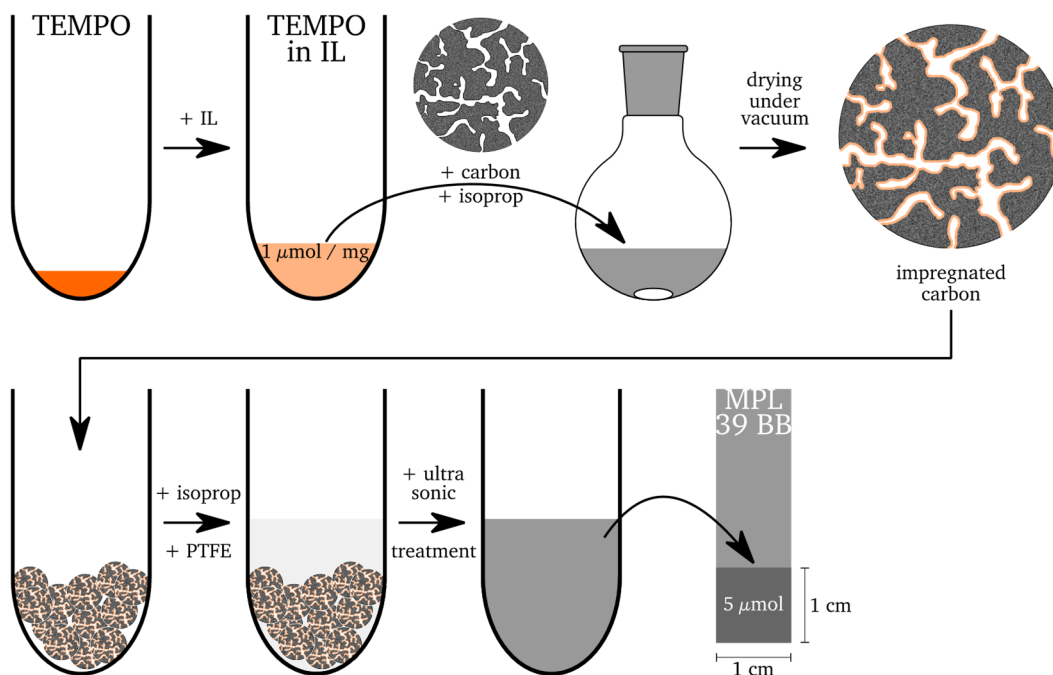 TEMPO
+ IL
TEMPO
in IL
1 μmol / mg
+ carbon
+ isoprop
drying
under
vacuum
impregnated
carbon
+ isoprop
+ PTFE
+ ultra
sonic
treatment
MPL
39 BB
5 μmol
1 cm
1 cm